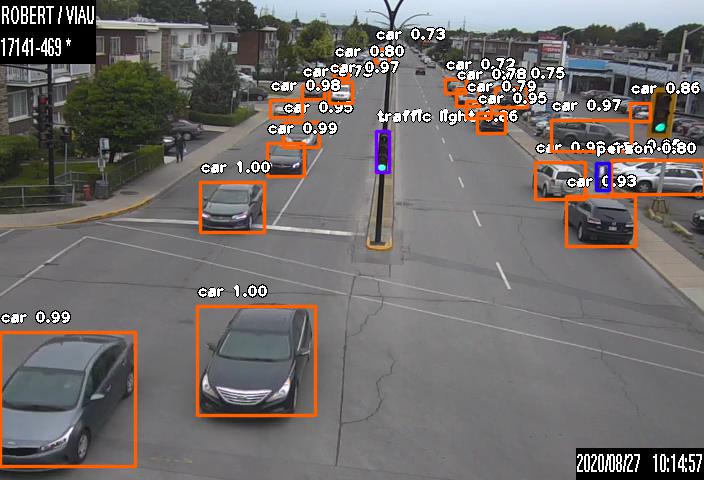 ROBERT / VIAU
17141-469 *
car 0.73
car 0.80
car 0.97
car 0.98
car 0.95
car 0.99
car 1.00
car 0.72
car 0.78
0.75
car 0.79
car 0.95
traffic light
car 0.97
car 0.86
person 0.80
car 0.93
car 1.00
car 0.99
2020/08/27 10:14:57